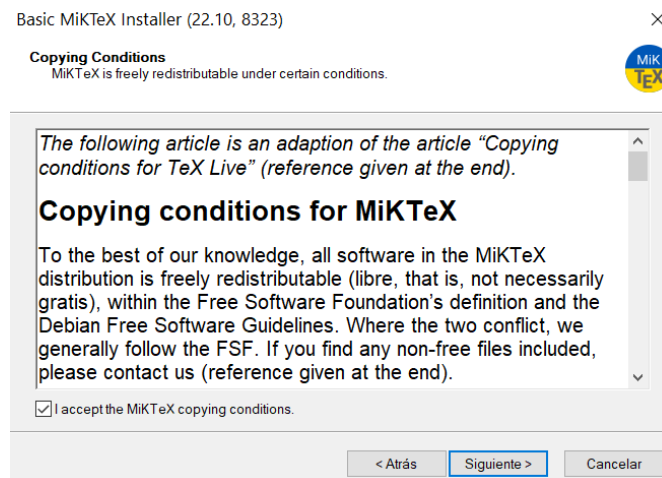 Basic MiKTeX Installer (22.10, 8323)
Copying Conditions
MiKTeX is freely redistributable under certain conditions.
MiK
TEX
The following article is an adaption of the article “Copying
conditions for TeX Live” (reference given at the end).
Copying conditions for MiKTeX
To the best of our knowledge, all software in the MiKTeX
distribution is freely redistributable (libre, that is, not necessarily
gratis), within the Free Software Foundation’s definition and the
Debian Free Software Guidelines. Where the two conflict, we
generally follow the FSF. If you find any non-free files included,
please contact us (reference given at the end).
I accept the MiKTeX copying conditions.
< Atrás Siguiente > Cancelar